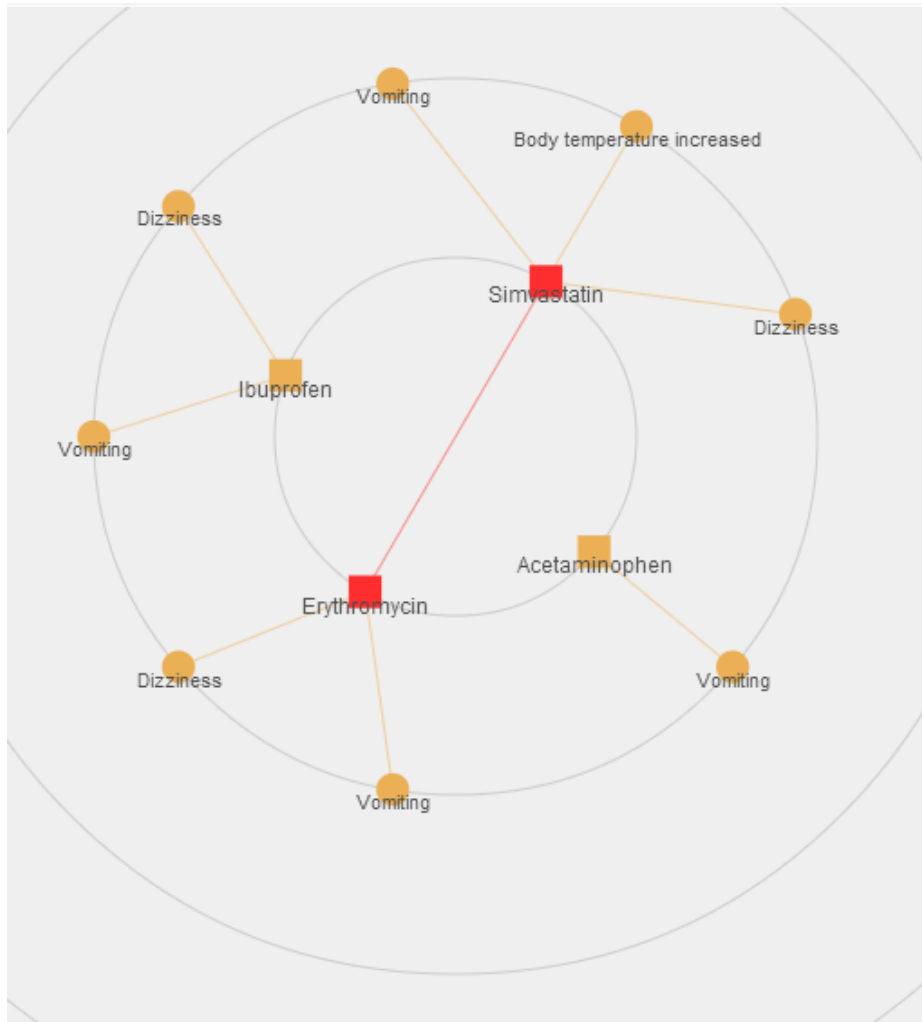 Vomiting
Body temperature increased
Dizziness
Simvastatin
Dizziness
Ibuprofen
Vomiting
Acetaminophen
Erythromycin
Dizziness
Vomiting
Vomiting